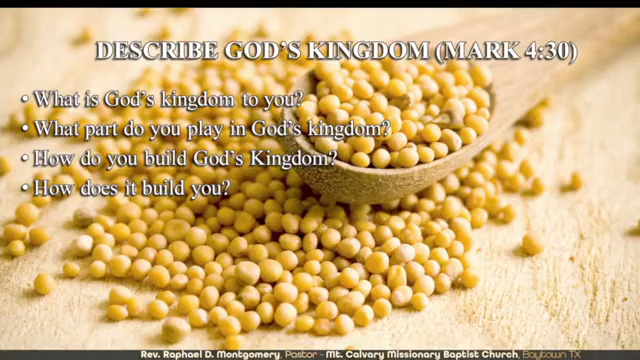 DESCRIBE GOD'S KINGDOM (MARK 4:30)
• What is God's kingdom to you?
• What part do you play in God's kingdom?
• How do you build God's Kingdom?
• How does it build you?
Rev. Raphael D. Montgomery, Pastor - Mt. Calvary Missionary Baptist Church, Baytown TX